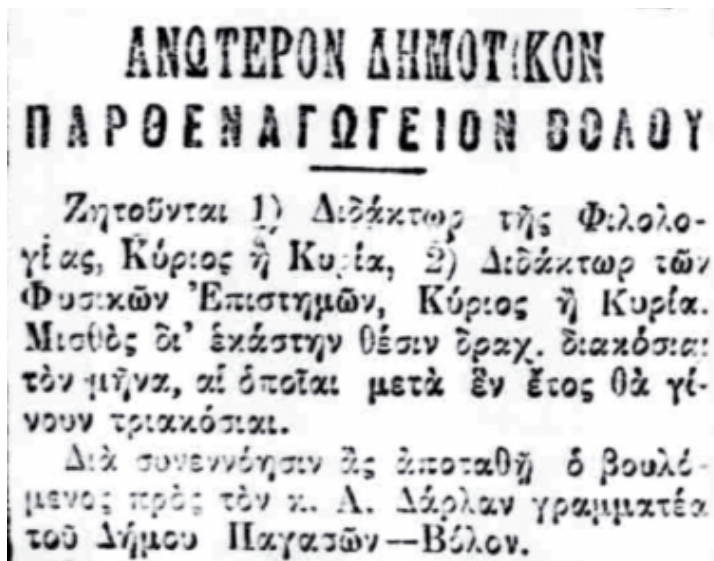 ΑΝΩΤΕΡΟΝ ΔΗΜΟΤΙΚΟΝ
ΠΑΡΘΕΝΑΓΩΓΕΙΟΝ ΒΟΛΟΥ
Ζητοῦνται 1) Διδάκτωρ τῆς Φιλολο-
γίας, Κύριος ἢ Κυρία, 2) Διδάκτωρ τῶν
Φυσικῶν Ἐπιστημῶν, Κύριος ἢ Κυρία.
Μισθὸς δι’ ἑκάστην θέσιν δραχ. διακόσιαι
τὸν μῆνα, αἱ ὁποῖαι μετὰ ἓν ἔτος θὰ γί-
νουν τριακόσιαι.
Διὰ συνεννόησιν ἂς ἀποταθῇ ὁ βουλό-
μενος πρὸς τὸν κ. Α. Δάρλαν γραμματέα
τοῦ Δήμου Παγασῶν—Βόλον.